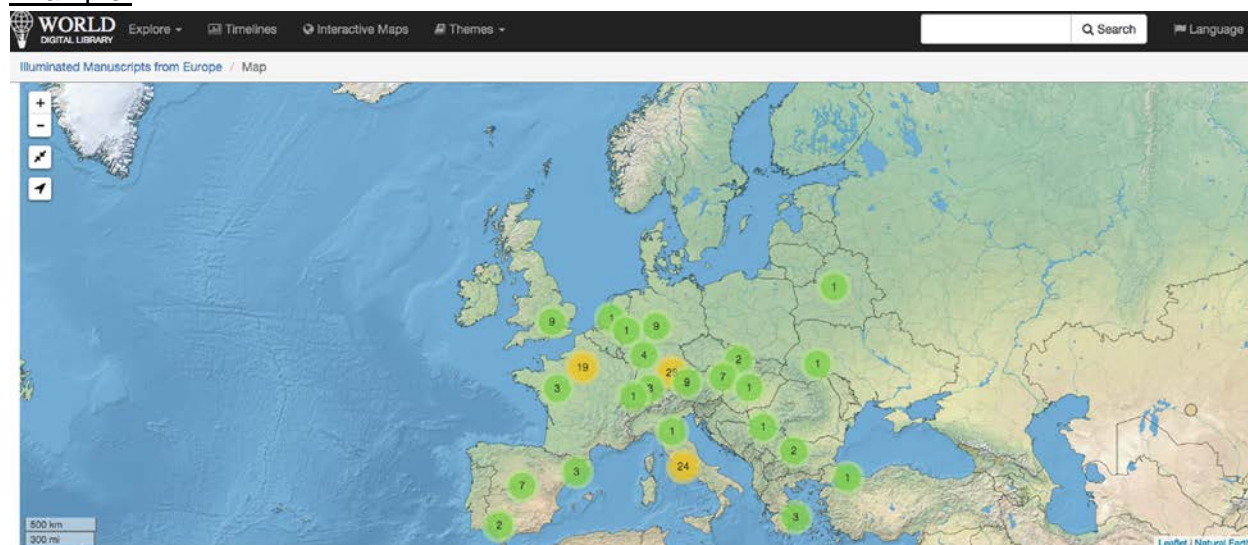 WORLD
DIGITAL LIBRARY
Explore
Timelines
Interactive Maps
Themes
Search
Language
Illuminated Manuscripts from Europe / Map
+
-
1
9
1
1
9
4
2
1
19
9
7
3
1
1
1
1
2
24
3
7
1
2
3
500 km
300 mi
Leaflet | Natural Earth